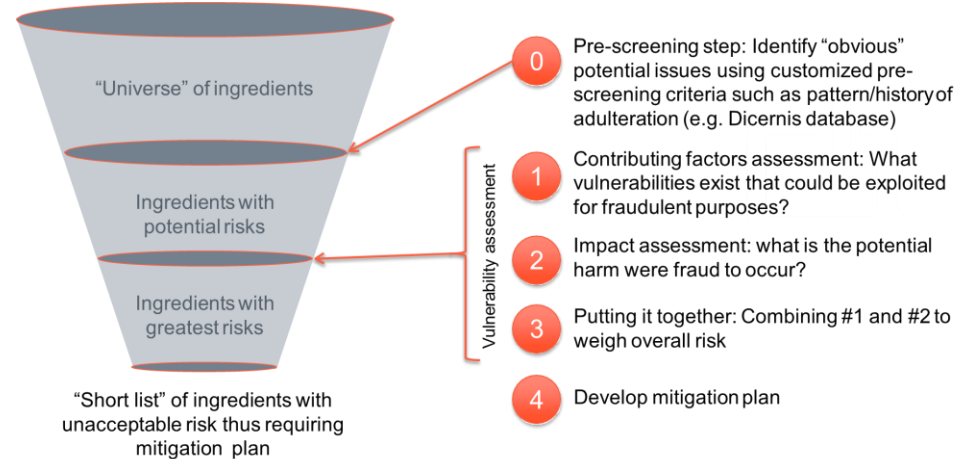 “Universe” of ingredients
Ingredients with
potential risks
Ingredients with
greatest risks
“Short list” of ingredients with
unacceptable risk thus requiring
mitigation plan
Vulnerability assessment
0
Pre-screening step: Identify “obvious”
potential issues using customized pre-
screening criteria such as pattern/history of
adulteration (e.g. Dicernis database)
1
Contributing factors assessment: What
vulnerabilities exist that could be exploited
for fraudulent purposes?
2
Impact assessment: what is the potential
harm were fraud to occur?
3
Putting it together: Combining #1 and #2 to
weigh overall risk
4
Develop mitigation plan